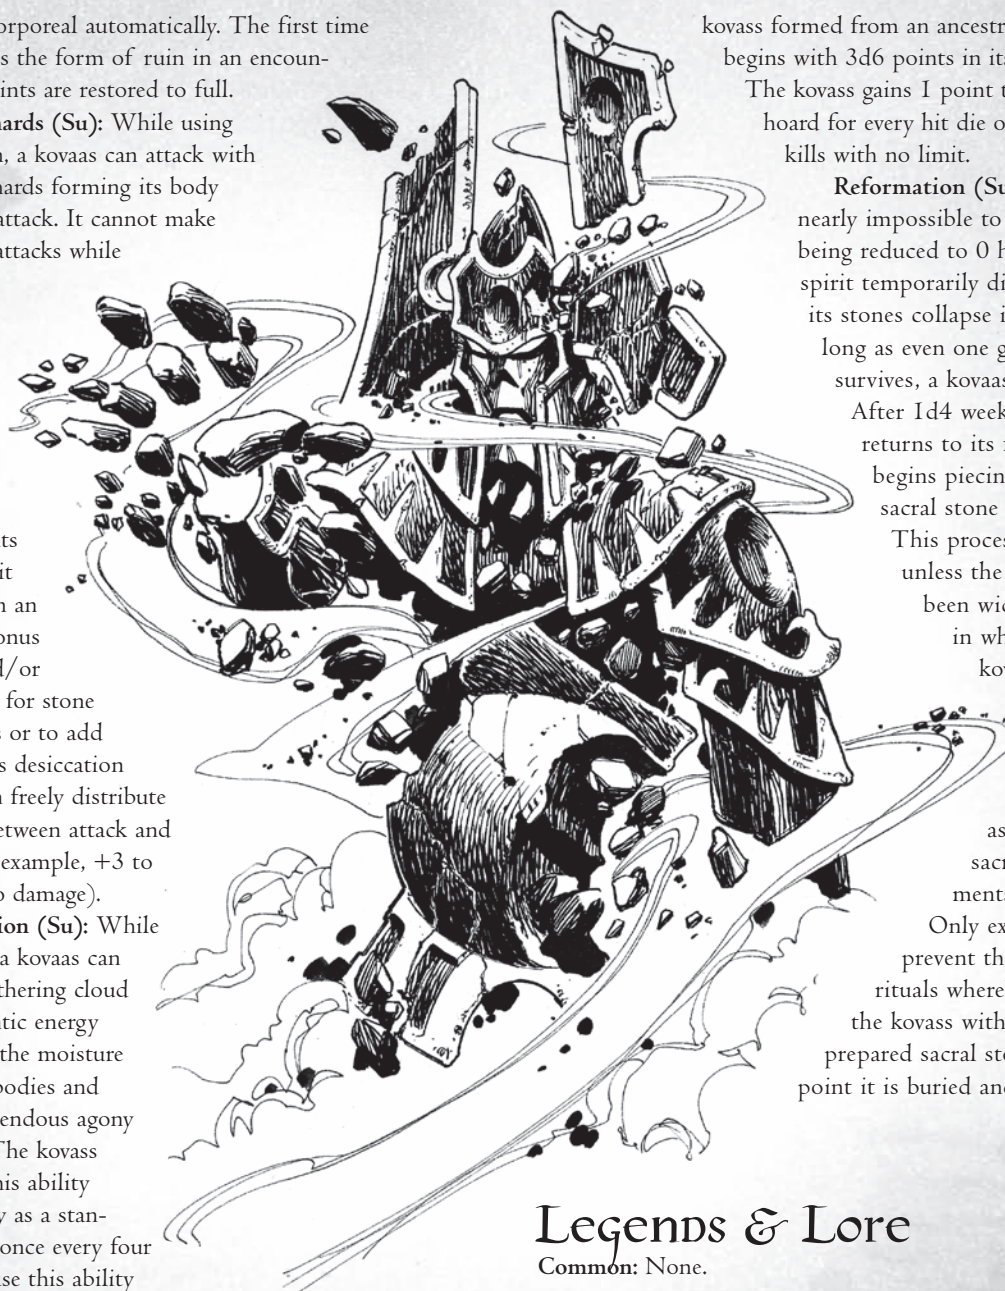 orporeal automatically. The first time
s the form of ruin in an encoun-
ints are restored to full.
ards (Su): While using
, a kovaas can attack with
ards forming its body
attack. It cannot make
attacks while
ts
it
n an
onus
d/or
for stone
s or to add
s desiccation
n freely distribute
etween attack and
example, +3 to
o damage).
ion (Su): While
a kovaas can
thering cloud
tic energy
the moisture
bodies and
endous agony
The kovass
his ability
y as a stan-
once every four
use this ability
kovass formed from an ancestr
begins with 3d6 points in its
The kovass gains 1 point t
hoard for every hit die o
kills with no limit.
Reformation (Su
nearly impossible to
being reduced to 0 h
spirit temporarily di
its stones collapse i
long as even one g
survives, a kovaas
After 1d4 week
returns to its f
begins piecin
sacral stone
This proces
unless the
been wid
in wh
kov
as
sacr
ment
Only ex
prevent th
rituals where
the kovass with
prepared sacral sto
point it is buried and
Legends & Lore
Common: None.